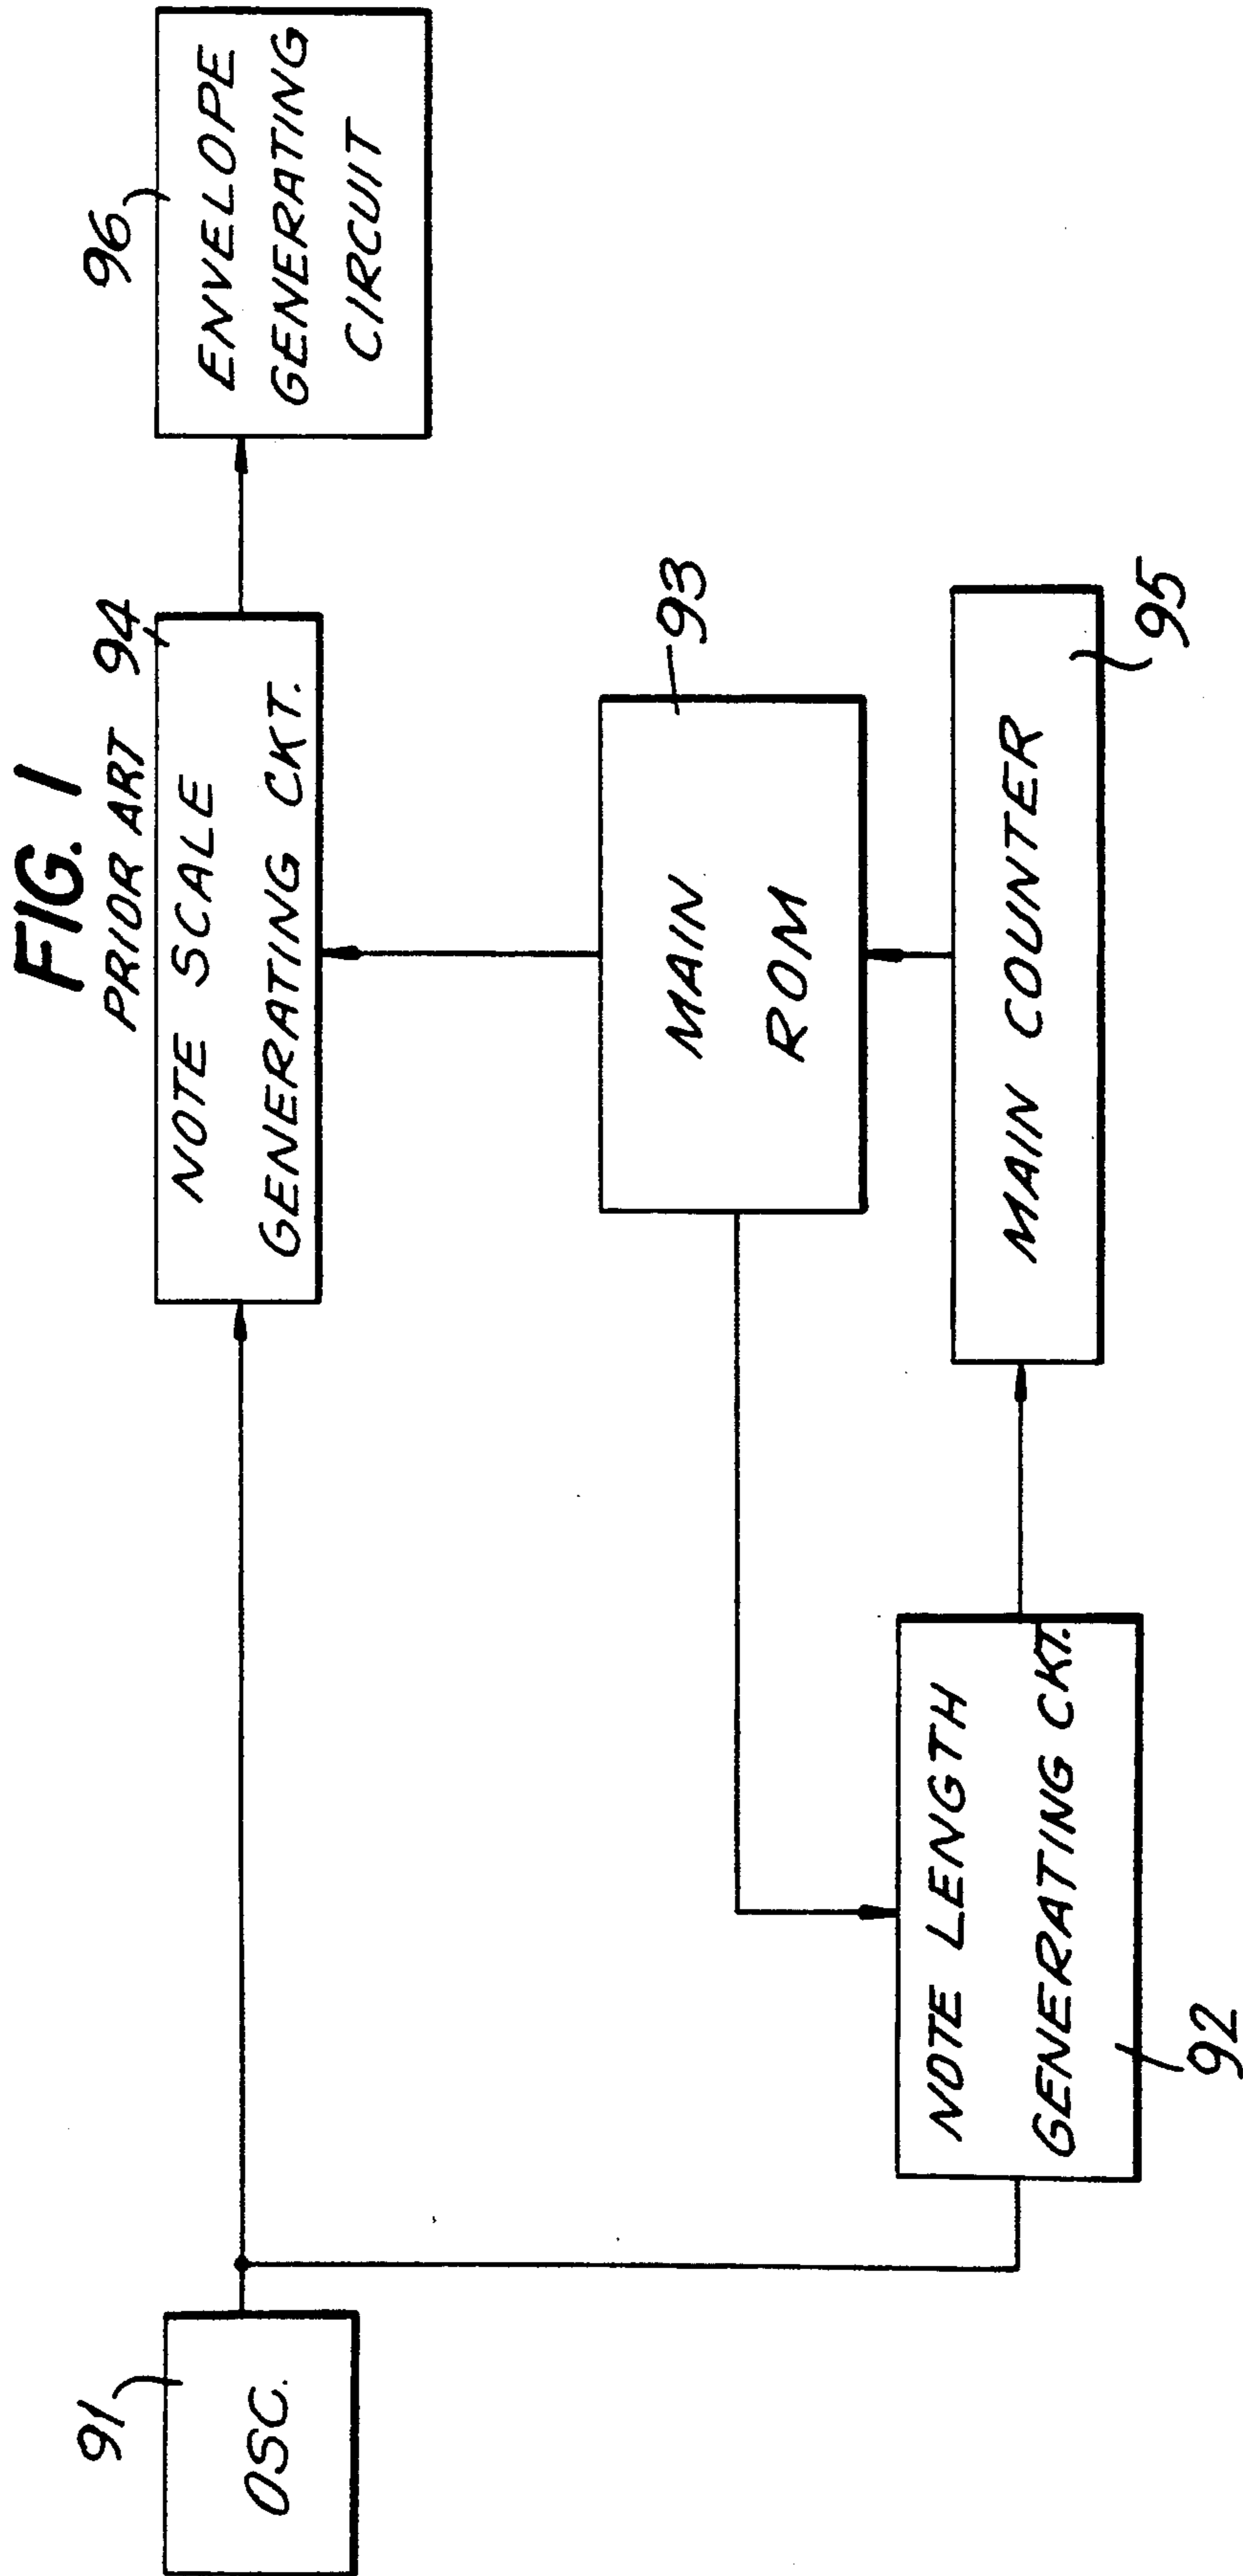 FIG. 1
PRIOR ART
91
OSC.
94
NOTE SCALE
GENERATING CKT.
96
ENVELOPE
GENERATING
CIRCUIT
93
MAIN
ROM
92
NOTE LENGTH
GENERATING CKT.
95
MAIN COUNTER